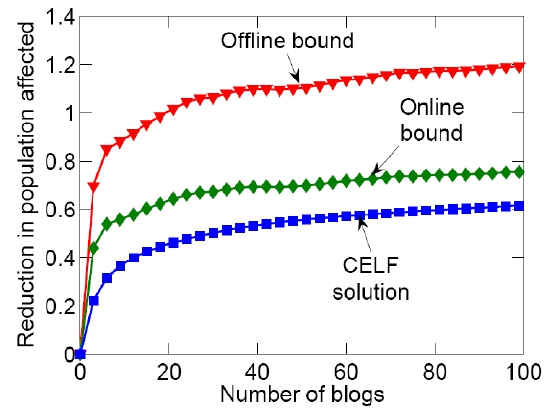 1.4
1.2
1
0.8
0.6
0.4
0.2
0
Reduction in population affected
Offline bound
Online
bound
CELF
solution
0 20 40 60 80 100
Number of blogs